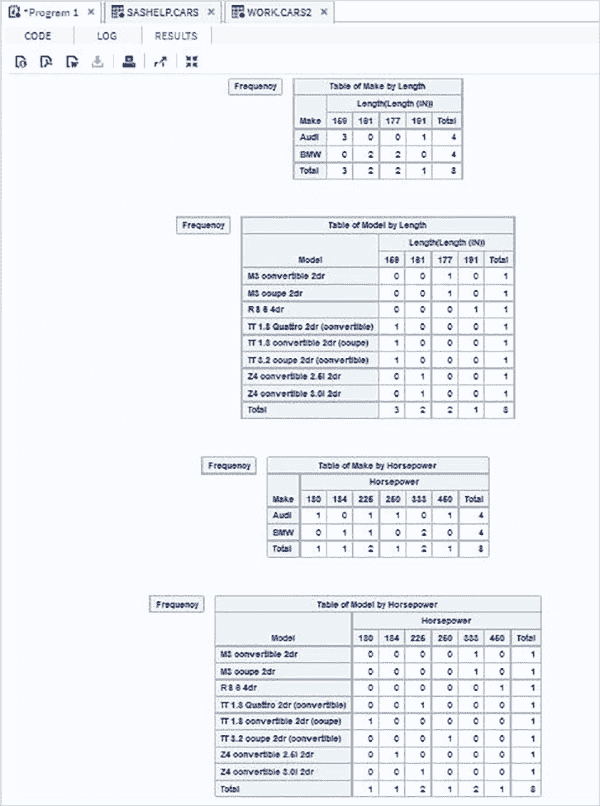 *Program 1 × SASHELP.CARS × WORK.CARS2 ×
CODE LOG RESULTS
Frequency
Table of Make by Length
Length(Length (IN))
Make 159 161 177 191 Total
Audi 3 0 0 1 4
BMW 0 2 2 0 4
Total 3 2 2 1 8
Frequency
Table of Model by Length
Length(Length (IN))
Model 159 161 177 191 Total
M3 convertible 2dr 0 0 1 0 1
M3 coupe 2dr 0 0 1 0 1
RS 6 4dr 0 0 0 1 1
TT 1.8 Quattro 2dr (convertible) 1 0 0 0 1
TT 1.8 convertible 2dr (coupe) 1 0 0 0 1
TT 3.2 coupe 2dr (convertible) 1 0 0 0 1
Z4 convertible 2.5i 2dr 0 1 0 0 1
Z4 convertible 3.0i 2dr 0 1 0 0 1
Total 3 2 2 1 8
Frequency
Table of Make by Horsepower
Horsepower
Make 180 184 225 250 333 450 Total
Audi 1 0 1 1 0 1 4
BMW 0 1 1 0 2 0 4
Total 1 1 2 1 2 1 8
Frequency
Table of Model by Horsepower
Horsepower
Model 180 184 225 250 333 450 Total
M3 convertible 2dr 0 0 0 0 1 0 1
M3 coupe 2dr 0 0 0 0 1 0 1
RS 6 4dr 0 0 0 0 0 1 1
TT 1.8 Quattro 2dr (convertible) 0 0 1 0 0 0 1
TT 1.8 convertible 2dr (coupe) 1 0 0 0 0 0 1
TT 3.2 coupe 2dr (convertible) 0 0 0 1 0 0 1
Z4 convertible 2.5i 2dr 0 1 0 0 0 0 1
Z4 convertible 3.0i 2dr 0 0 1 0 0 0 1
Total 1 1 2 1 2 1 8